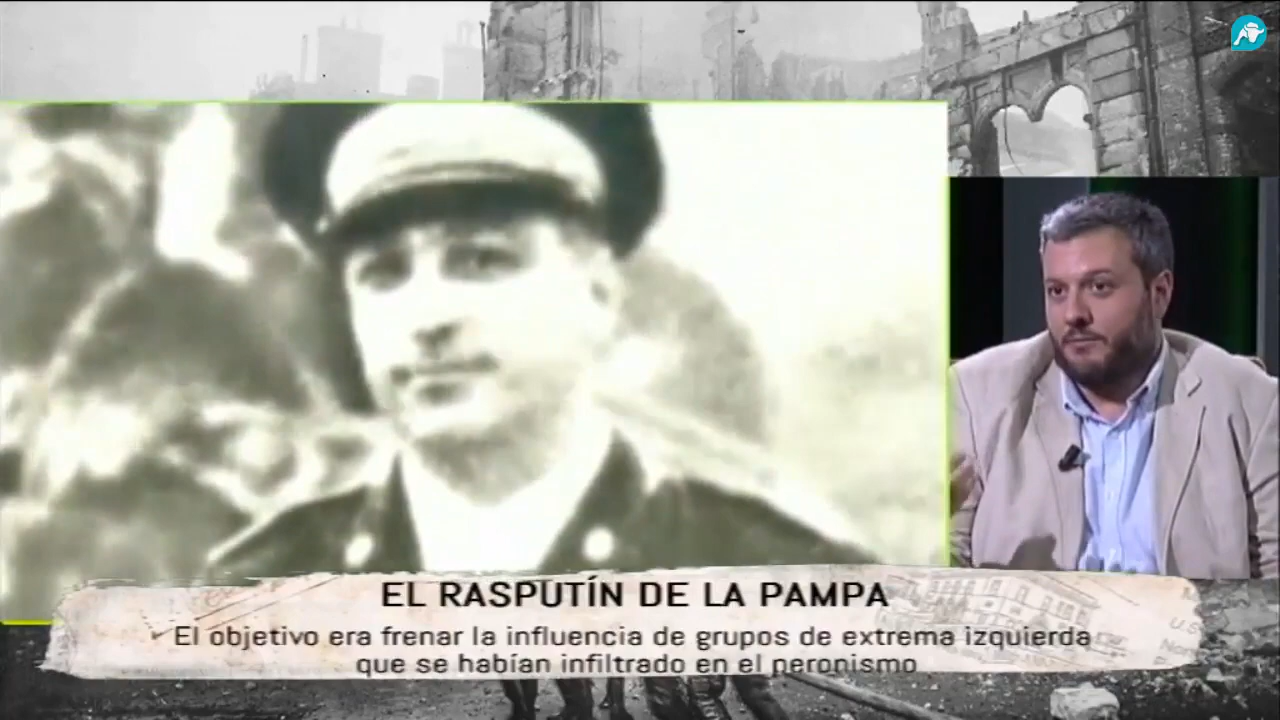 EL RASPUTÍN DE LA PAMPA
El objetivo era frenar la influencia de grupos de extrema izquierda
que se habían infiltrado en el peronismo